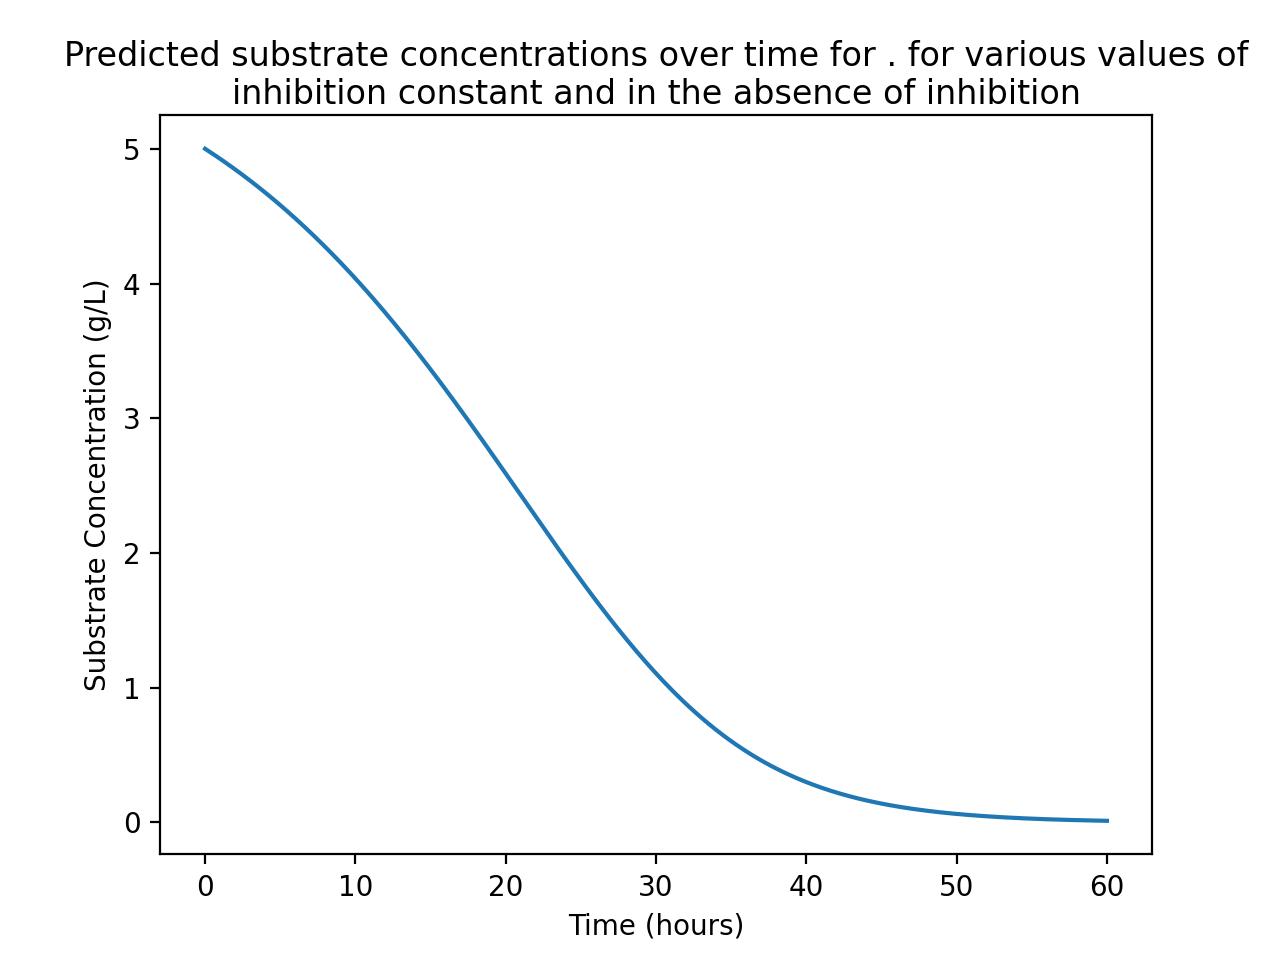 Predicted substrate concentrations over time for . for various values of
inhibition constant and in the absence of inhibition
5
4
3
2
1
0
Substrate Concentration (g/L)
0 10 20 30 40 50 60
Time (hours)